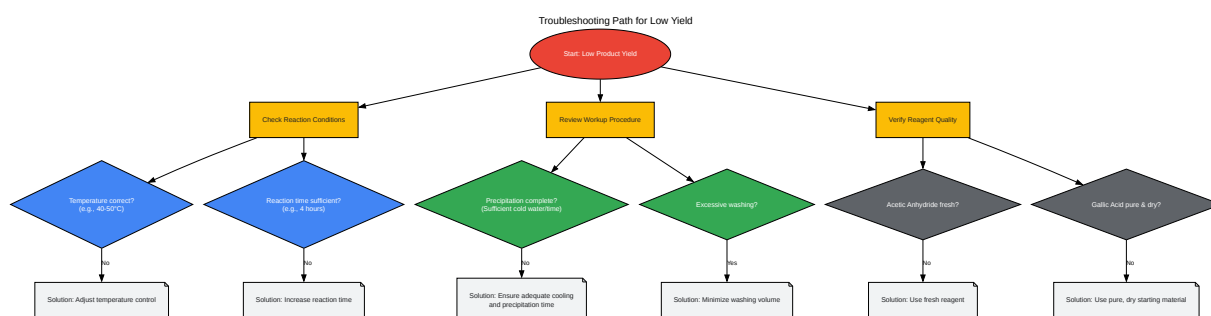 Troubleshooting Path for Low Yield
Start: Low Product Yield
Check Reaction Conditions
Review Workup Procedure
Verify Reagent Quality
Temperature correct?
(e.g., 40-50°C)
Reaction time sufficient?
(e.g., 4 hours)
Precipitation complete?
(Sufficient cold water/time)
Excessive washing?
Acetic Anhydride fresh?
Gallic Acid pure & dry?
No
No
No
Yes
No
No
Solution: Adjust temperature control
Solution: Increase reaction time
Solution: Ensure adequate cooling
and precipitation time
Solution: Minimize washing volume
Solution: Use fresh reagent
Solution: Use pure, dry starting material